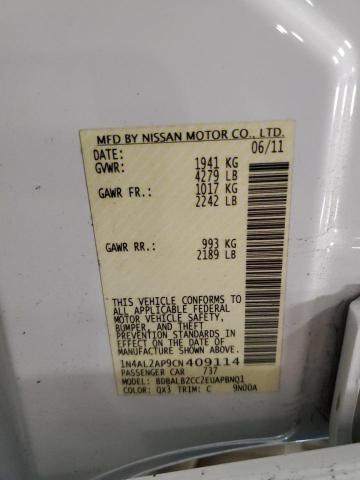 MFD BY NISSAN MOTOR CO., LTD.
DATE: 06/11
GVWR: 1941 KG
4279 LB
GAWR FR.: 1017 KG
2242 LB
GAWR RR.: 993 KG
2189 LB
THIS VEHICLE CONFORMS TO
ALL APPLICABLE FEDERAL
MOTOR VEHICLE SAFETY,
BUMPER, AND THEFT
PREVENTION STANDARDS IN
EFFECT ON THE DATE OF
MANUFACTURE SHOWN ABOVE.
1N4AL2AP9CN409114
PASSENGER CAR 737
MODEL: BDBALBZCCZEUAPBNQ1
COLOR: QX3 TRIM: C 9N00A